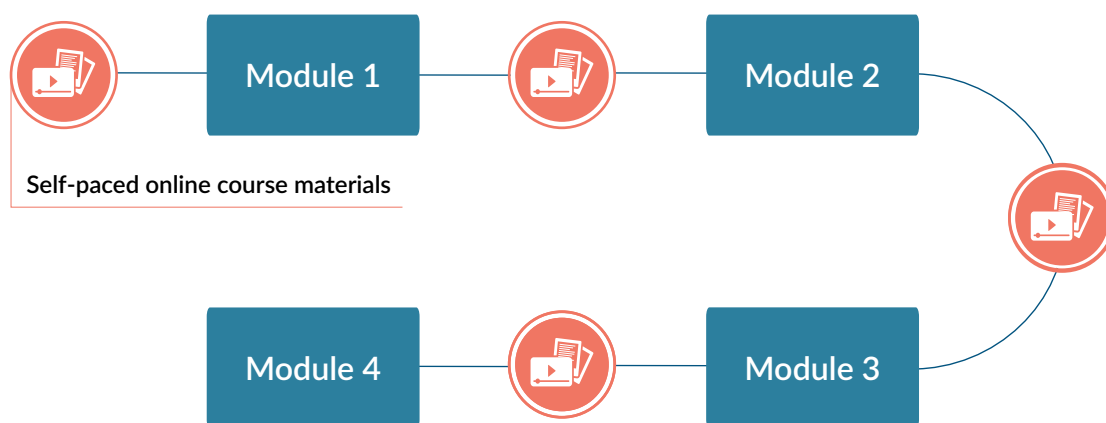 Module 1
Module 2
Self-paced online course materials
Module 4
Module 3